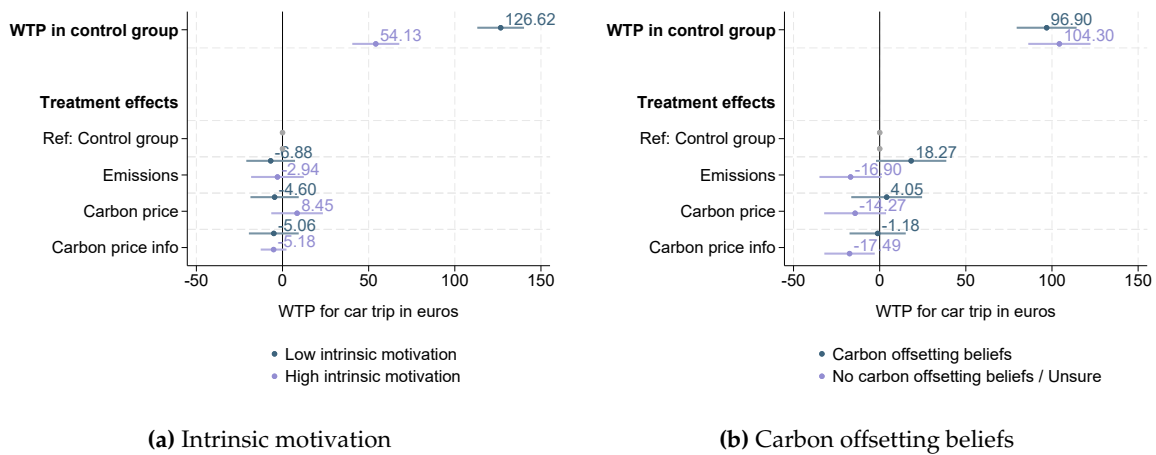 WTP in control group
126.62
54.13
Treatment effects
Ref: Control group
-6.88
Emissions
-2.94
-4.60
Carbon price
8.45
-5.06
Carbon price info
-5.18
-50 0 50 100 150
WTP for car trip in euros
Low intrinsic motivation
High intrinsic motivation
(a) Intrinsic motivation
WTP in control group
96.90
104.30
Treatment effects
Ref: Control group
18.27
Emissions
-16.90
4.05
Carbon price
-14.27
-1.18
Carbon price info
-17.49
-50 0 50 100 150
WTP for car trip in euros
Carbon offsetting beliefs
No carbon offsetting beliefs / Unsure
(b) Carbon offsetting beliefs